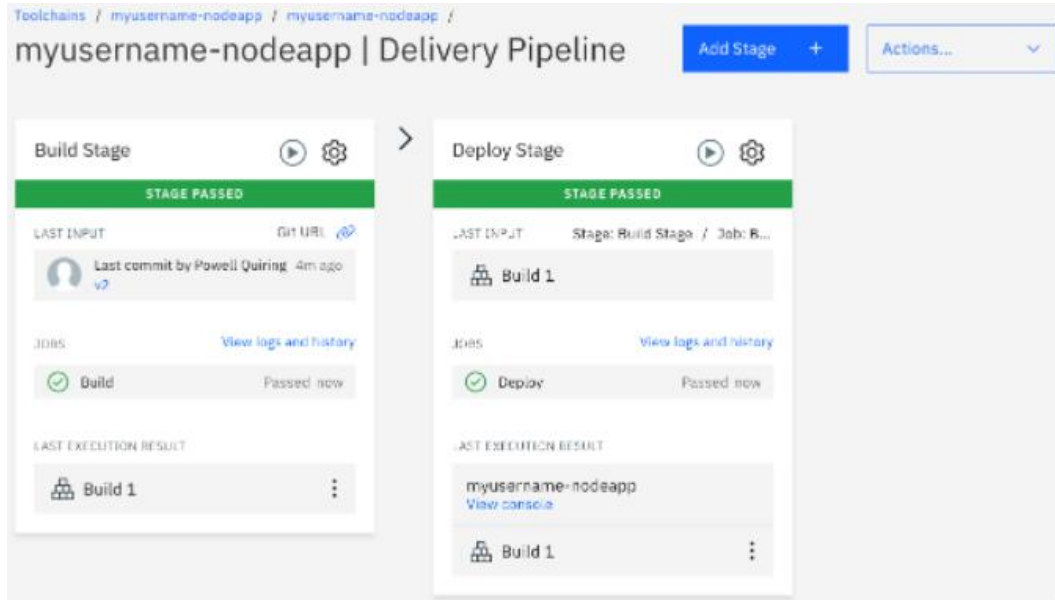 Toolchains / myusername-nodeapp / myusername-nodeapp /
myusername-nodeapp | Delivery Pipeline
Add Stage +
Actions...
Build Stage
STAGE PASSED
LAST INPUT Git URL
Last commit by Powell Quiring 4m ago
v2
JOBS View logs and history
Build Passed now
LAST EXECUTION RESULT
Build 1
Deploy Stage
STAGE PASSED
LAST INPUT Stage: Build Stage / Job: B...
Build 1
JOBS View logs and history
Deploy Passed now
LAST EXECUTION RESULT
myusername-nodeapp
View console
Build 1